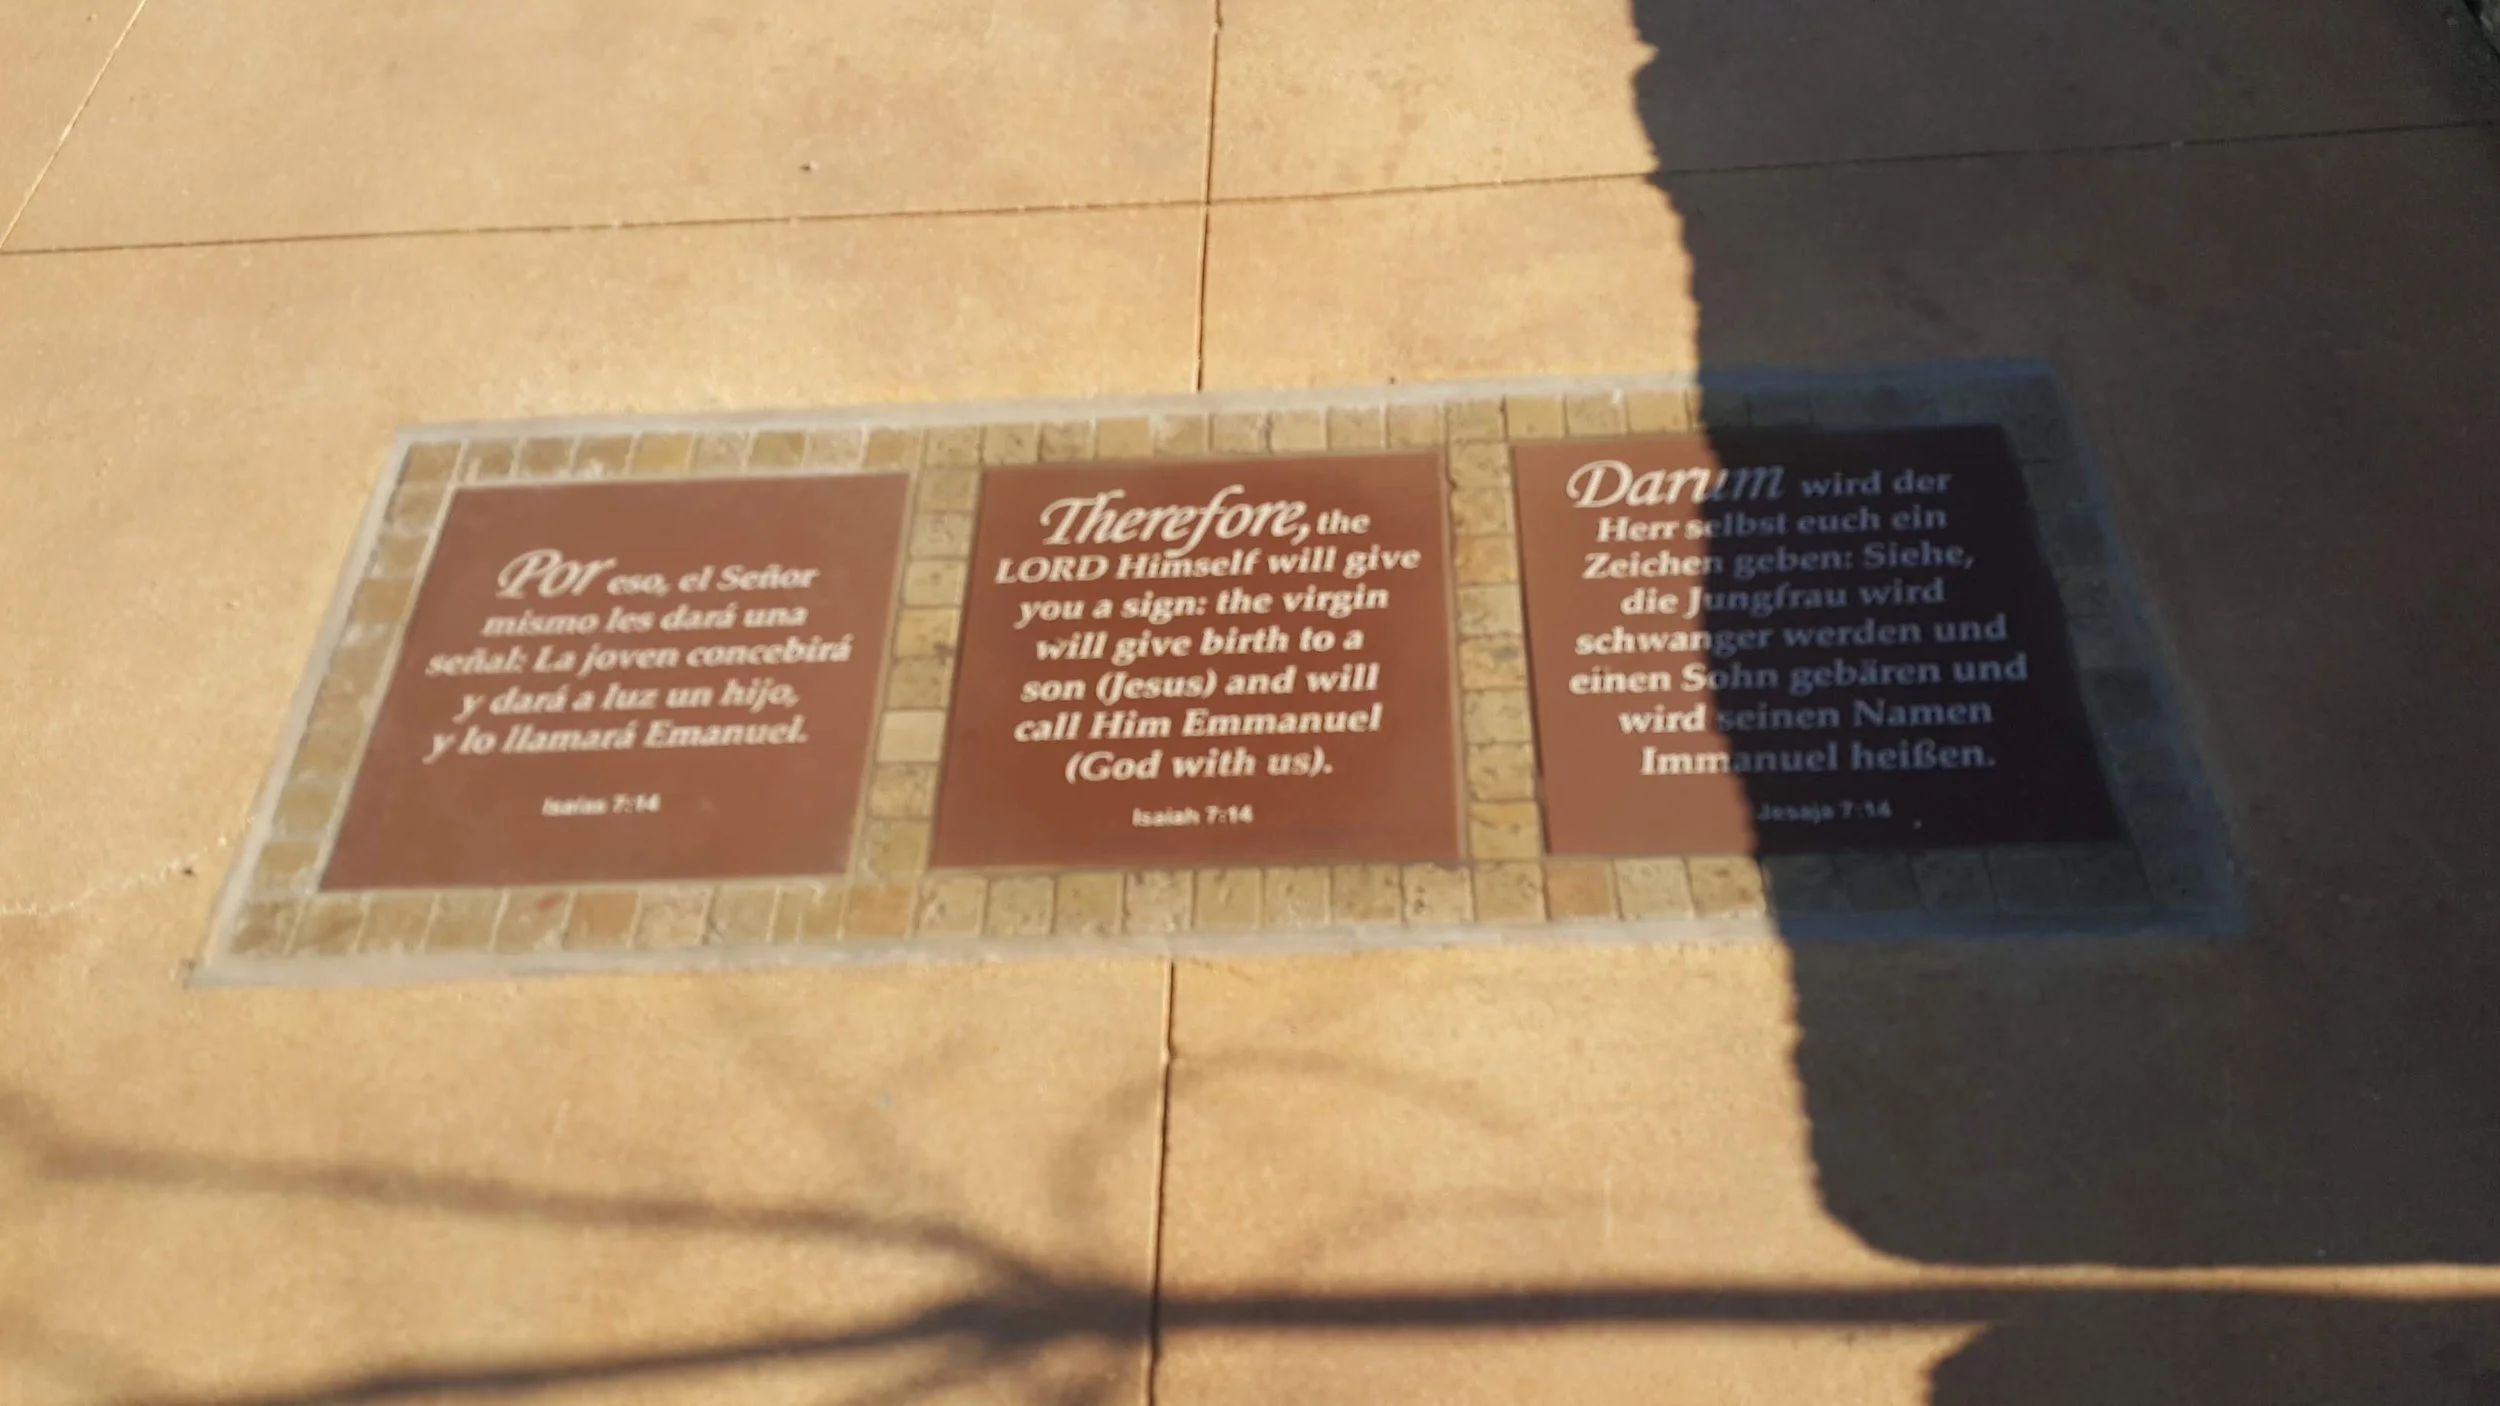 Por eso, el Señor
mismo les dará una
señal: La joven concebirá
y dará a luz un hijo,
y lo llamará Emanuel.
Isaías 7:14
Therefore, the
LORD Himself will give
you a sign: the virgin
will give birth to a
son (Jesus) and will
call Him Emmanuel
(God with us).
Isaiah 7:14
Darum wird der
Herr selbst euch ein
Zeichen geben: Siehe,
die Jungfrau wird
schwanger werden und
einen Sohn gebären und
wird seinen Namen
Immanuel heißen.
Jesaja 7:14